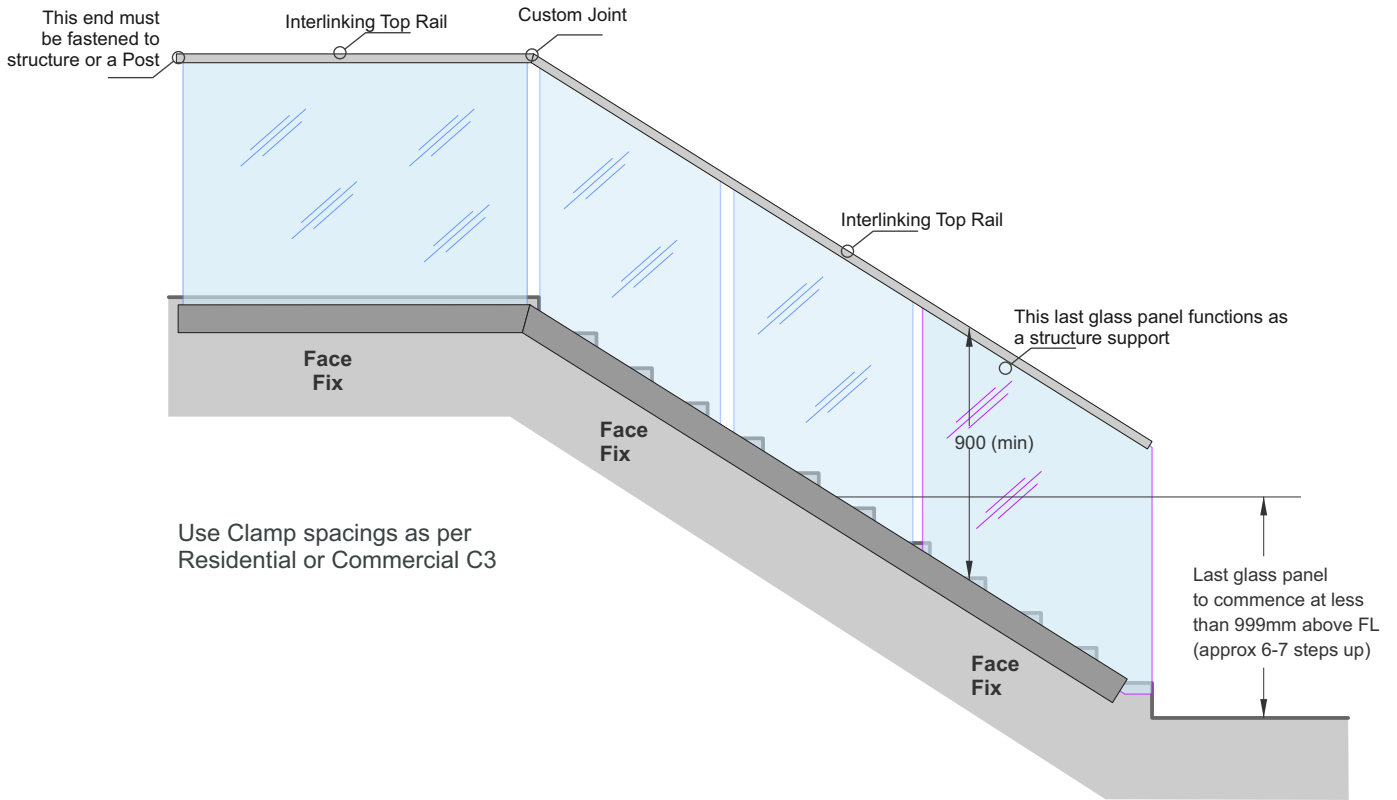 This end must
be fastened to
structure or a Post
Interlinking Top Rail
Custom Joint
Interlinking Top Rail
This last glass panel functions as
a structure support
900 (min)
Face
Fix
Face
Fix
Use Clamp spacings as per
Residential or Commercial C3
Last glass panel
to commence at less
than 999mm above FL
(approx 6-7 steps up)
Face
Fix